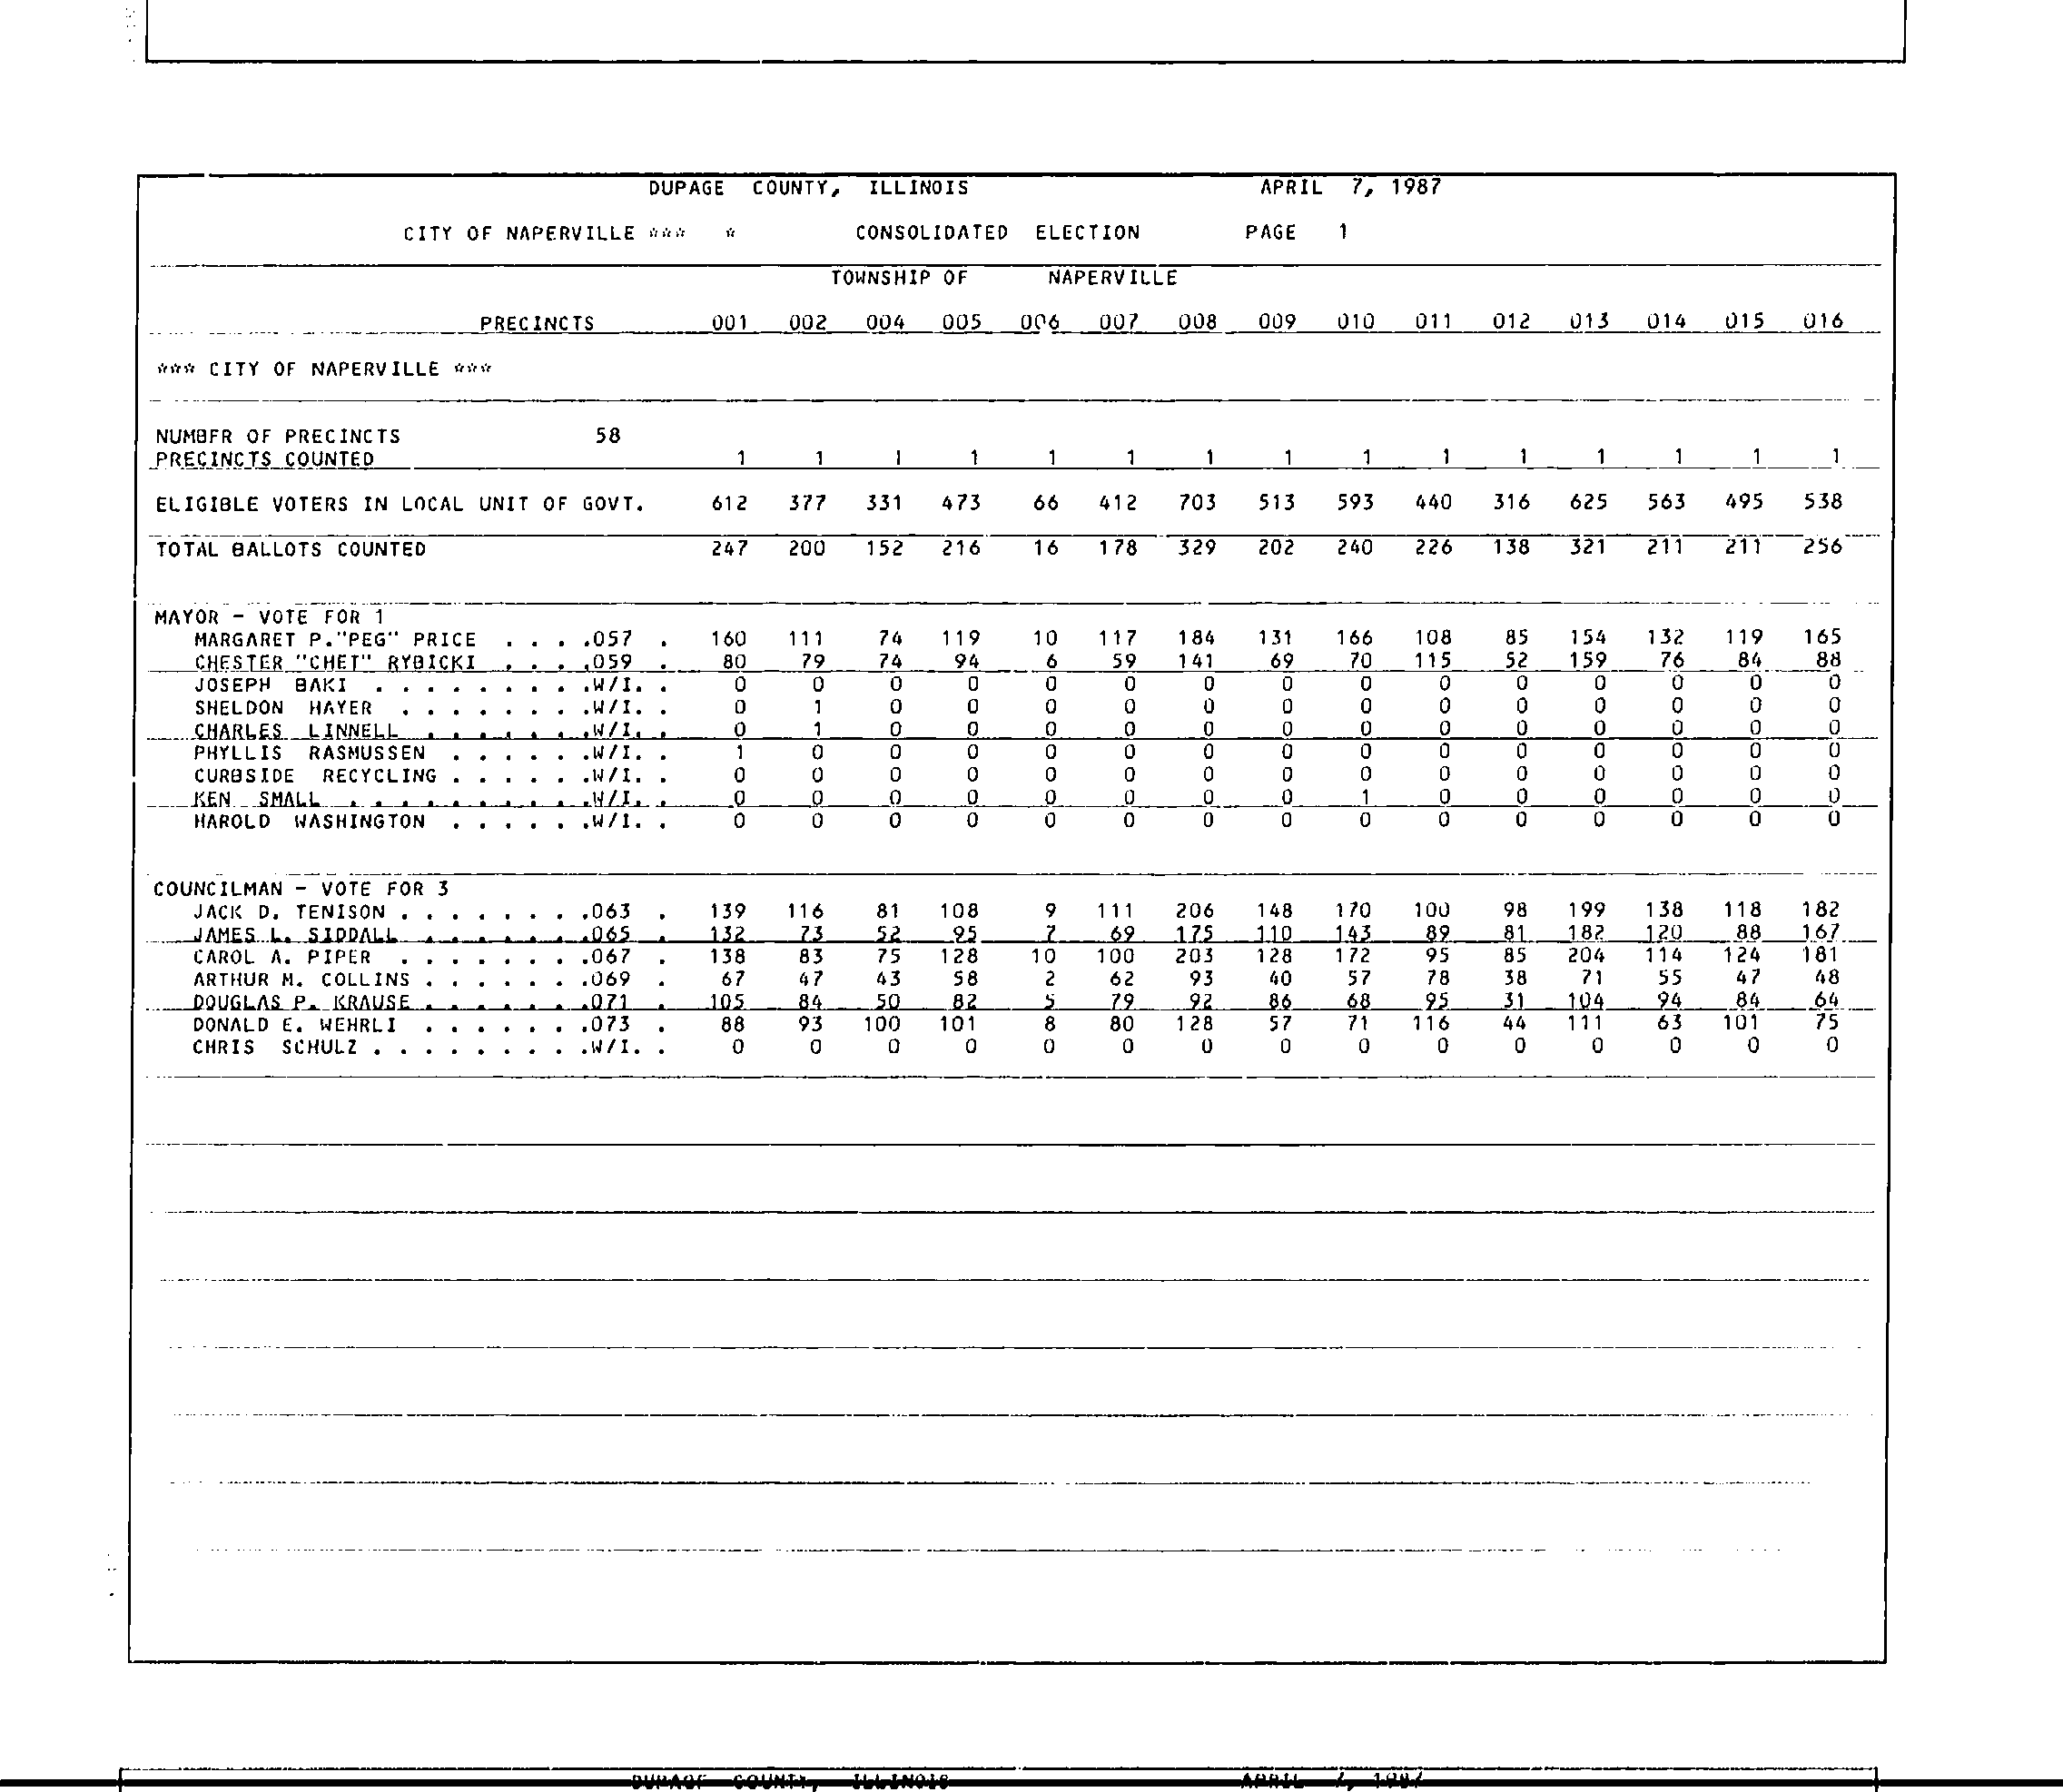 DUPAGE COUNTY, ILLINOIS APRIL 7, 1987
CITY OF NAPERVILLE *** * CONSOLIDATED ELECTION PAGE 1
TOWNSHIP OF NAPERVILLE
PRECINCTS 001 002 004 005 006 007 008 009 010 011 012 013 014 015 016
*** CITY OF NAPERVILLE ***
NUMBFR OF PRECINCTS 58
PRECINCTS COUNTED 1 1 1 1 1 1 1 1 1 1 1 1 1 1 1
ELIGIBLE VOTERS IN LOCAL UNIT OF GOVT. 612 377 331 473 66 412 703 513 593 440 316 625 563 495 538
TOTAL BALLOTS COUNTED 247 200 152 216 16 178 329 202 240 226 138 321 211 211 256
MAYOR - VOTE FOR 1
MARGARET P."PEG" PRICE . . . .057 . 160 111 74 119 10 117 184 131 166 108 85 154 132 119 165
CHESTER "CHET" RYBICKI . . . .059 . 80 79 74 94 6 59 141 69 70 115 52 159 76 84 88
JOSEPH BAKI . . . . . . . . .W/I. . 0 0 0 0 0 0 0 0 0 0 0 0 0 0 0
SHELDON HAYER . . . . . . . .W/I. . 0 1 0 0 0 0 0 0 0 0 0 0 0 0 0
CHARLES LINNELL . . . . . . .W/I. . 0 1 0 0 0 0 0 0 0 0 0 0 0 0 0
PHYLLIS RASMUSSEN . . . . . .W/I. . 1 0 0 0 0 0 0 0 0 0 0 0 0 0 0
CURBSIDE RECYCLING . . . . . .W/I. . 0 0 0 0 0 0 0 0 0 0 0 0 0 0 0
KEN SMALL . . . . . . . . . .W/I. . 0 0 0 0 0 0 0 0 1 0 0 0 0 0 0
HAROLD WASHINGTON . . . . . .W/I. . 0 0 0 0 0 0 0 0 0 0 0 0 0 0 0
COUNCILMAN - VOTE FOR 3
JACK D. TENISON . . . . . . . .063 . 139 116 81 108 9 111 206 148 170 100 98 199 138 118 182
JAMES L. SIDDALL . . . . . . .065 . 132 73 52 95 7 69 175 110 143 89 81 182 120 88 167
CAROL A. PIPER . . . . . . . .067 . 138 83 75 128 10 100 203 128 172 95 85 204 114 124 181
ARTHUR M. COLLINS . . . . . . .069 . 67 47 43 58 2 62 93 40 57 78 38 71 55 47 48
DOUGLAS P. KRAUSE . . . . . . .071 . 105 84 50 82 5 79 92 86 68 95 31 104 94 84 64
DONALD E. WEHRLI . . . . . . .073 . 88 93 100 101 8 80 128 57 71 116 44 111 63 101 75
CHRIS SCHULZ . . . . . . . . .W/I. . 0 0 0 0 0 0 0 0 0 0 0 0 0 0 0
DUPAGE COUNTY, ILLINOIS APRIL 7, 1987